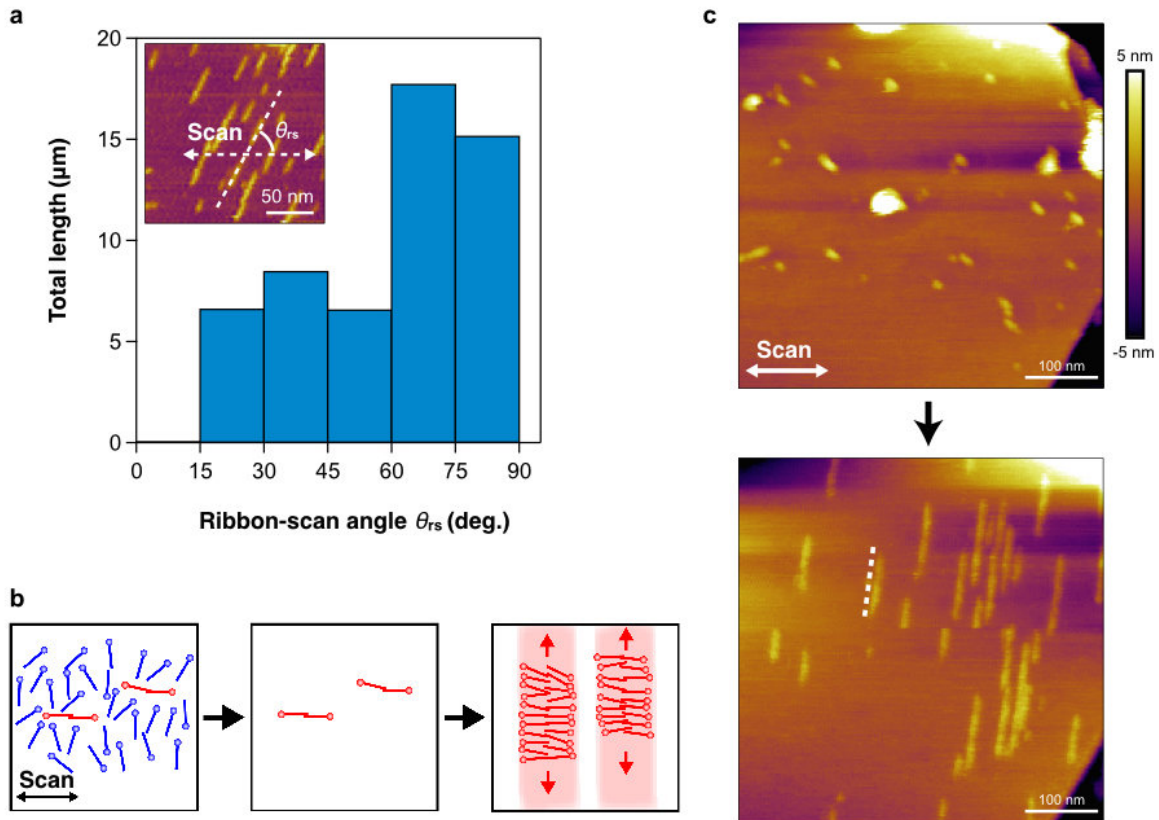 a
20
15
10
5
0
Total length (µm)
Scan
θrs
50 nm
0 15 30 45 60 75 90
Ribbon-scan angle θrs (deg.)
b
Scan
c
5 nm
-5 nm
Scan
100 nm
100 nm